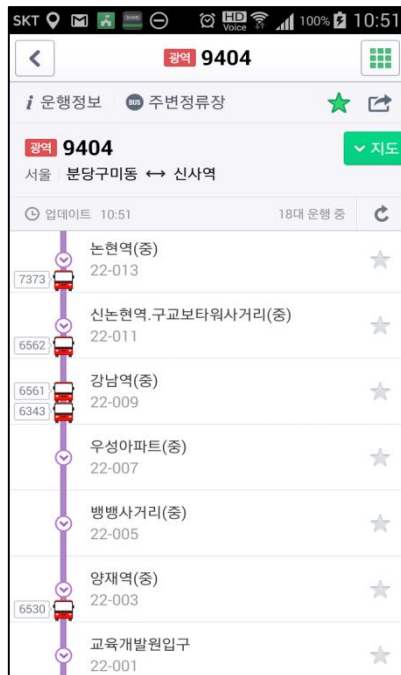 SKT 100% 10:51
HD Voice
광역 9404
i 운행정보 BUS 주변정류장
광역 9404
지도
서울 분당구미동 ↔ 신사역
업데이트 10:51 18대 운행 중
논현역(중)
22-013
7373
신논현역.구교보타워사거리(중)
22-011
6562
강남역(중)
6561
22-009
6343
우성아파트(중)
22-007
뱅뱅사거리(중)
22-005
양재역(중)
22-003
6530
교육개발원입구
22-001